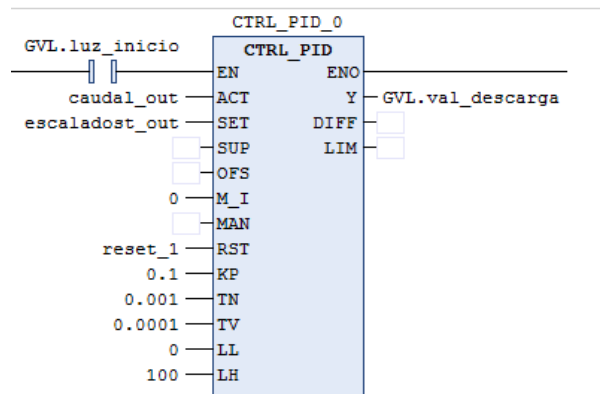 CTRL_PID_0
GVL.luz_inicio
CTRL_PID
EN ENO
caudal_out ACT Y GVL.val_descarga
escaladost_out SET DIFF
SUP LIM
OFS
0 M_I
MAN
reset_1 RST
0.1 KP
0.001 TN
0.0001 TV
0 LL
100 LH